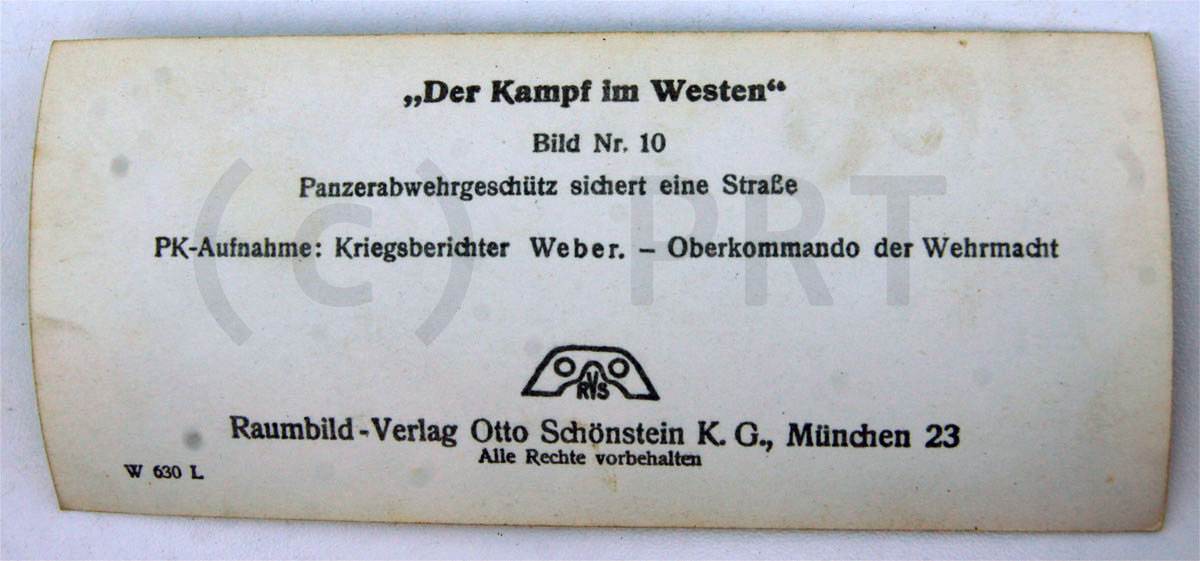 „Der Kampf im Westen“
Bild Nr. 10
Panzerabwehrgeschütz sichert eine Straße
PK-Aufnahme: Kriegsberichter Weber. – Oberkommando der Wehrmacht
(c) PRT
RVS
Raumbild-Verlag Otto Schönstein K. G., München 23
Alle Rechte vorbehalten
W 630 L